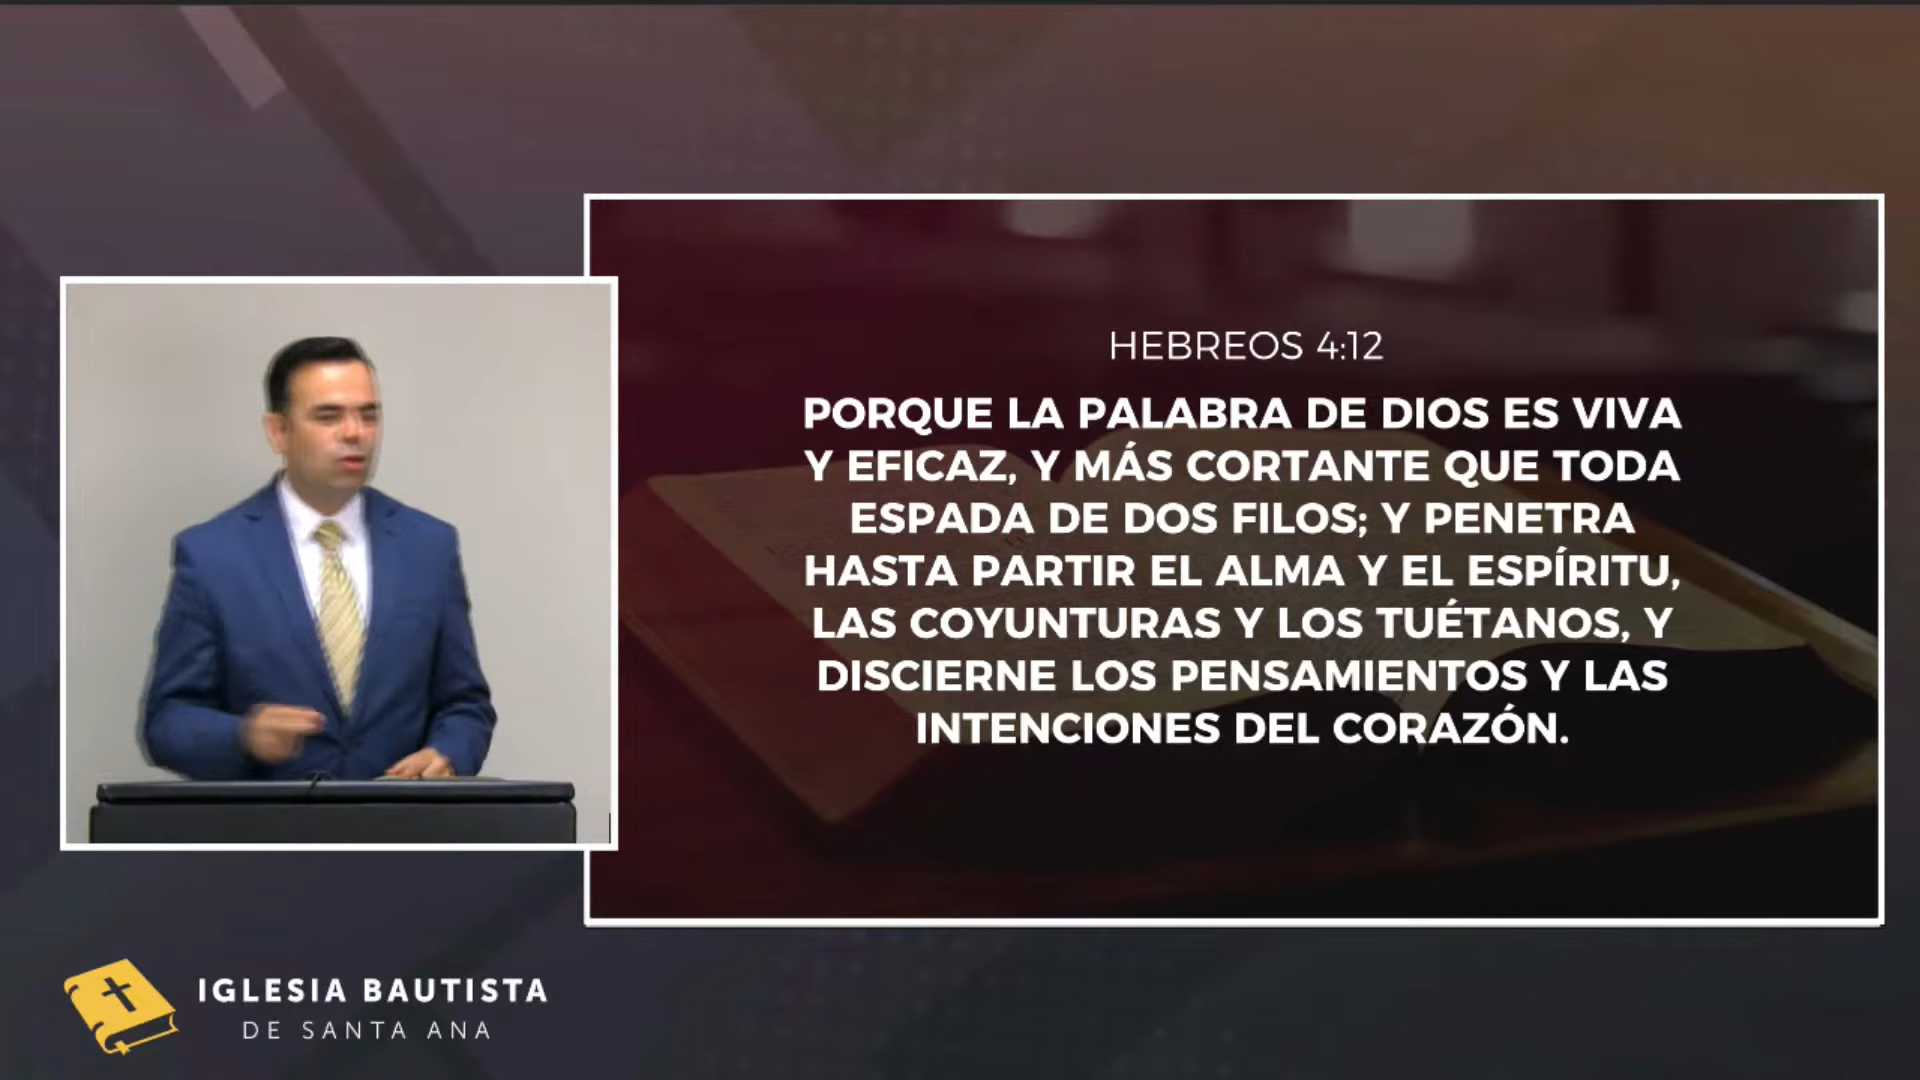 HEBREOS 4:12
PORQUE LA PALABRA DE DIOS ES VIVA
Y EFICAZ, Y MÁS CORTANTE QUE TODA
ESPADA DE DOS FILOS; Y PENETRA
HASTA PARTIR EL ALMA Y EL ESPÍRITU,
LAS COYUNTURAS Y LOS TUÉTANOS, Y
DISCIERNE LOS PENSAMIENTOS Y LAS
INTENCIONES DEL CORAZÓN.
IGLESIA BAUTISTA
DE SANTA ANA